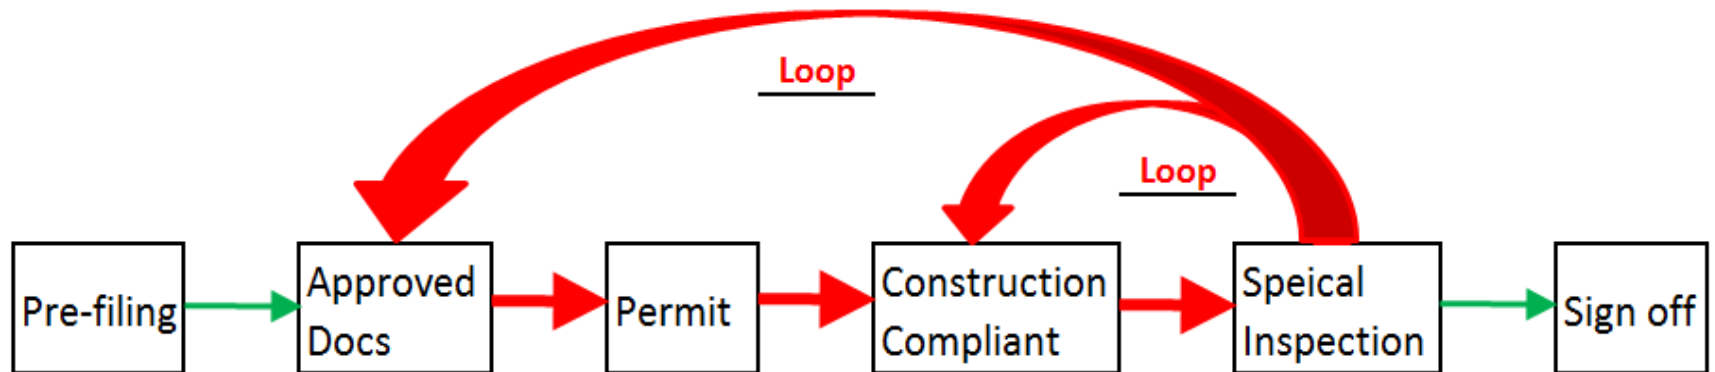 Loop
Loop
Pre-filing
Approved
Docs
Permit
Construction
Compliant
Speical
Inspection
Sign off